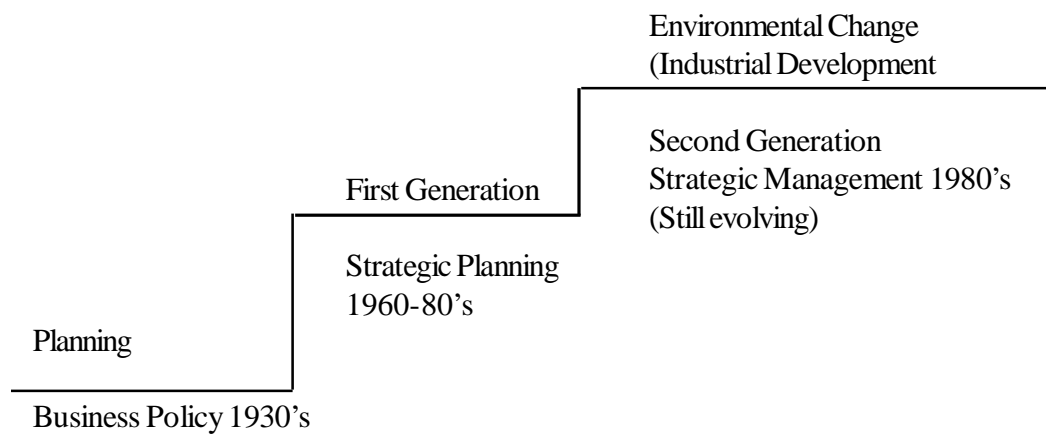 Environmental Change
(Industrial Development
Second Generation
Strategic Management 1980’s
(Still evolving)
First Generation
Strategic Planning
1960-80’s
Planning
Business Policy 1930’s